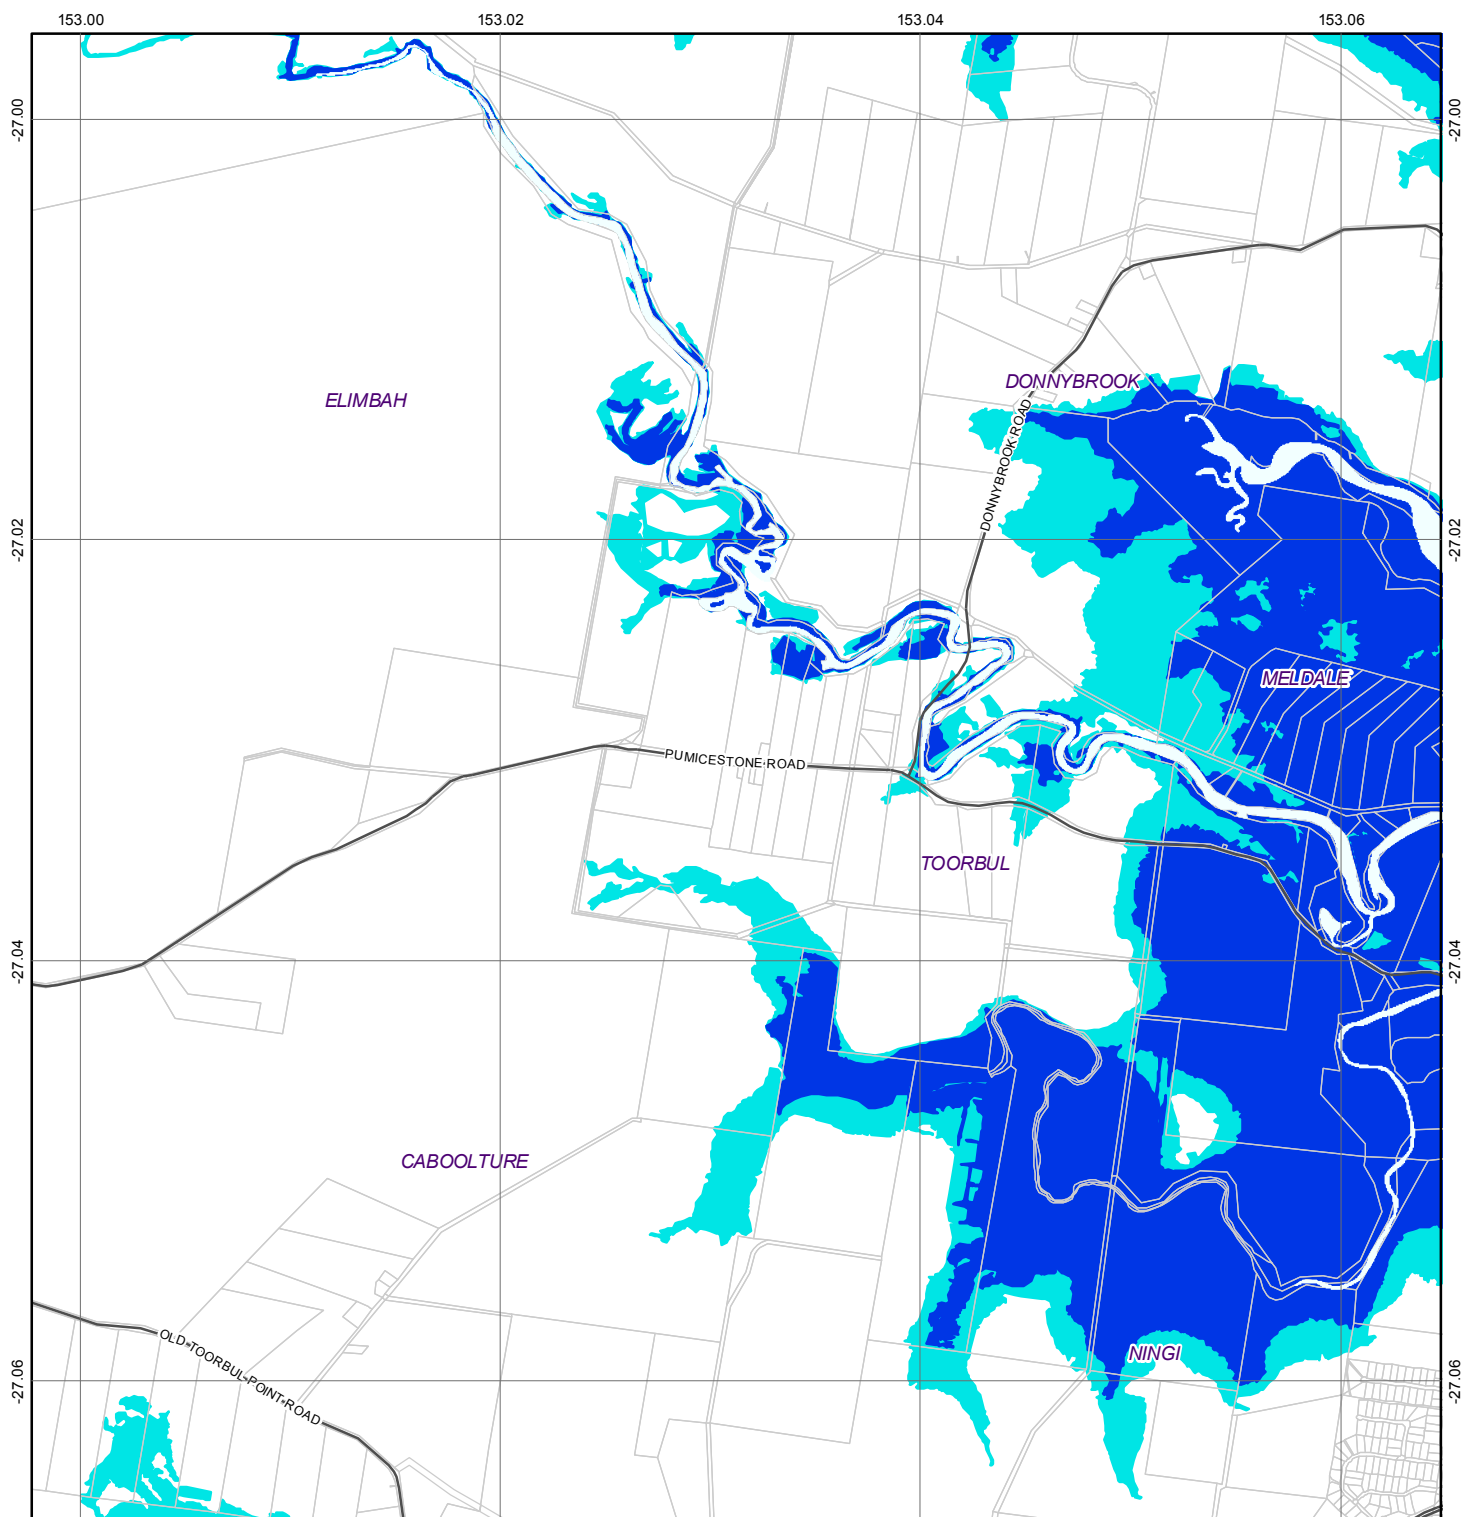 153.00
153.02
153.04
153.06
-27.00
-27.00
DONNYBROOK
ELIMBAH
DONNYBROOK ROAD
-27.02
-27.02
MELDALE
PUMICESTONE ROAD
TOORBUL
-27.04
-27.04
CABOOLTURE
OLD TOORBUL POINT ROAD
NINGI
-27.06
-27.06